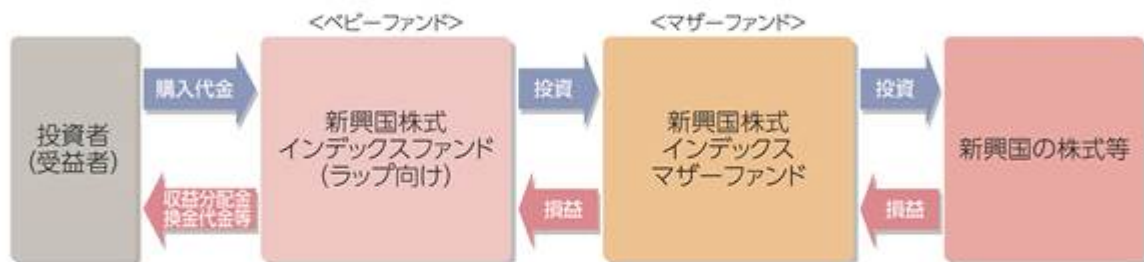 <ベビーファンド>
<マザーファンド>
投資者
(受益者)
購入代金
収益分配金
換金代金等
新興国株式
インデックスファンド
(ラップ向け)
投資
損益
新興国株式
インデックス
マザーファンド
投資
損益
新興国の株式等